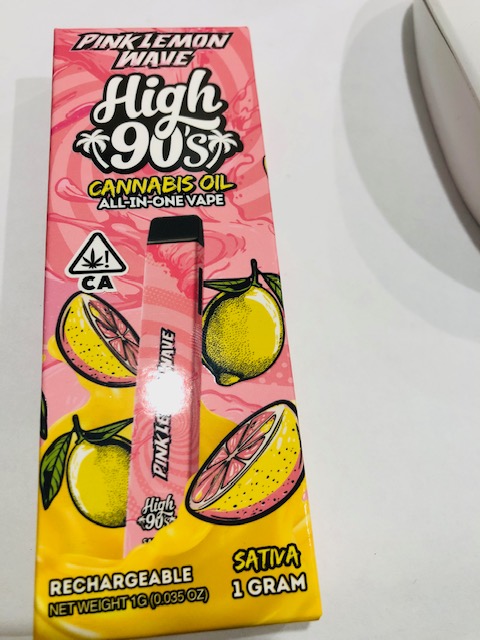 PINK LEMON
WAVE
High
90's
CANNABIS OIL
ALL-IN-ONE VAPE
CA
PINK LEMON WAVE
High
90's
RECHARGEABLE
NET WEIGHT 1G (0.035 OZ)
SATIVA
1 GRAM